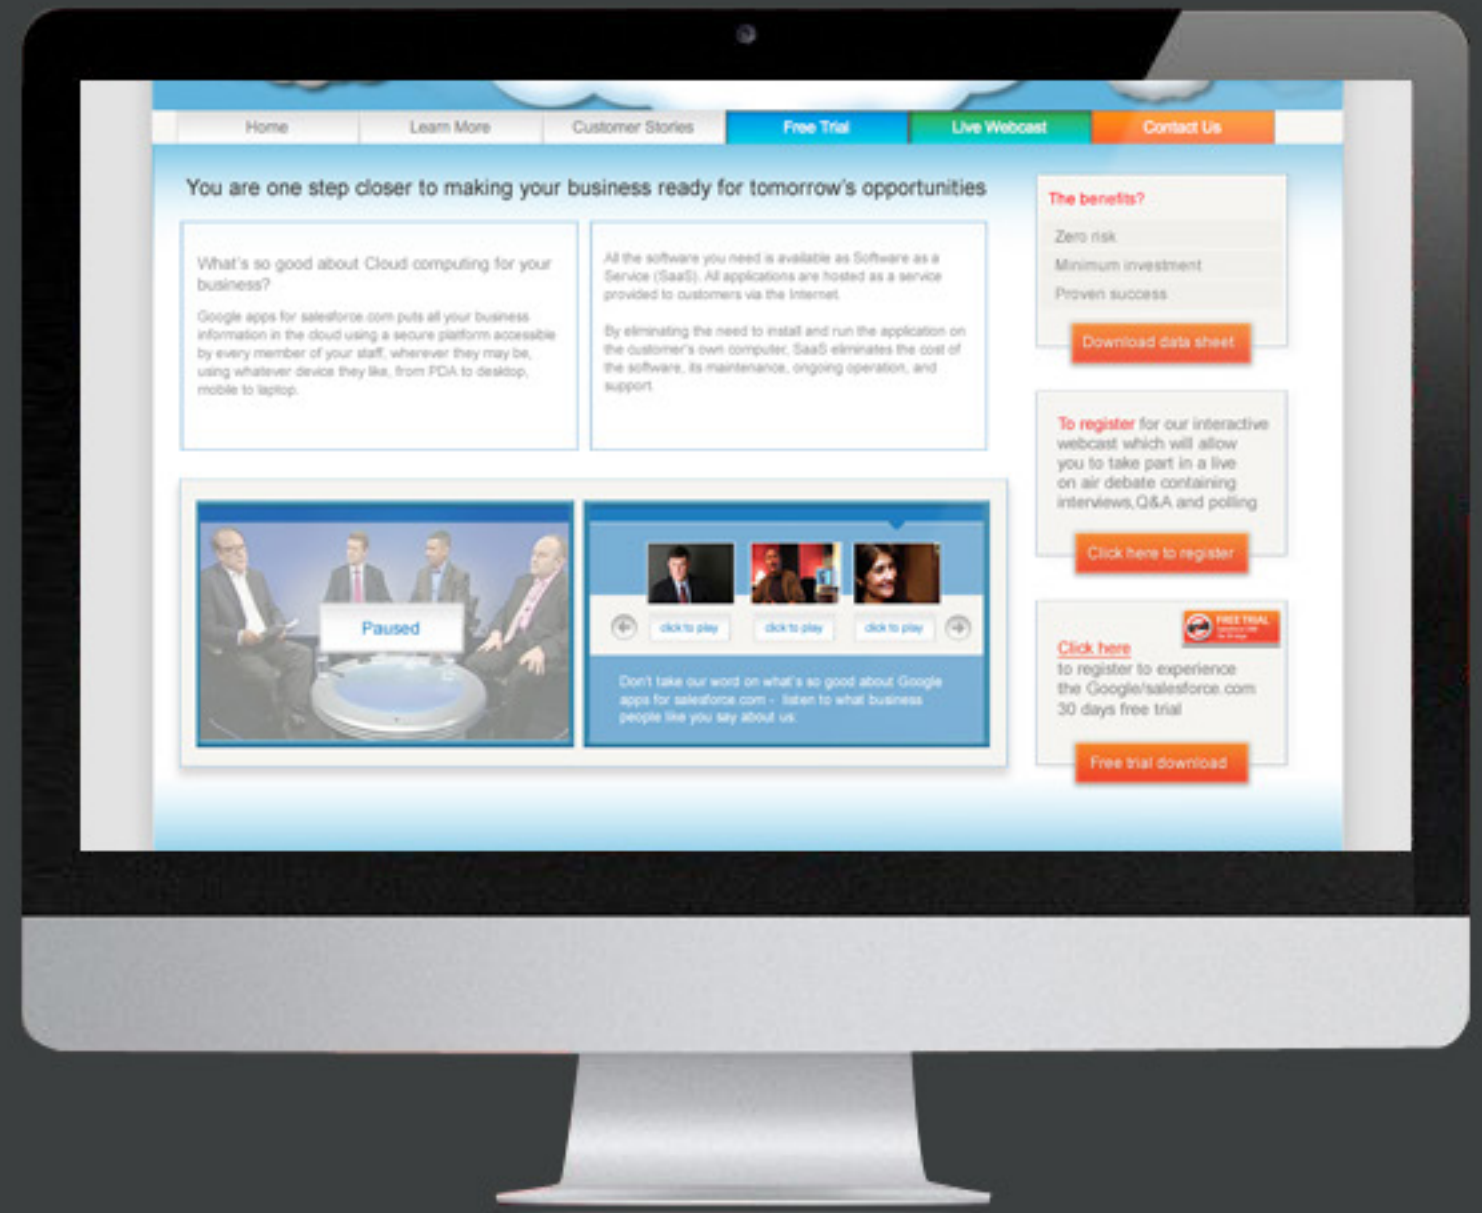 Home
Learn More
Customer Stories
Free Trial
Live Webcast
Contact Us
You are one step closer to making your business ready for tomorrow's opportunities
What's so good about Cloud computing for your
business?
Google apps for salesforce.com puts all your business
information in the cloud using a secure platform accessible
by every member of your staff, wherever they may be,
using whatever device they like, from PDA to desktop,
mobile to laptop.
All the software you need is available as Software as a
Service (SaaS). All applications are hosted as a service
provided to customers via the Internet.
By eliminating the need to install and run the application on
the customer's own computer, SaaS eliminates the cost of
the software, its maintenance, ongoing operation, and
support.
Paused
click to play
click to play
click to play
Don't take our word on what's so good about Google
apps for salesforce.com - listen to what business
people like you say about us:
The benefits?
Zero risk
Minimum investment
Proven success
Download data sheet
To register for our interactive
webcast which will allow
you to take part in a live
on air debate containing
interviews,Q&A and polling
Click here to register
FREE TRIAL
Click here
to register to experience
the Google/salesforce.com
30 days free trial
Free trial download